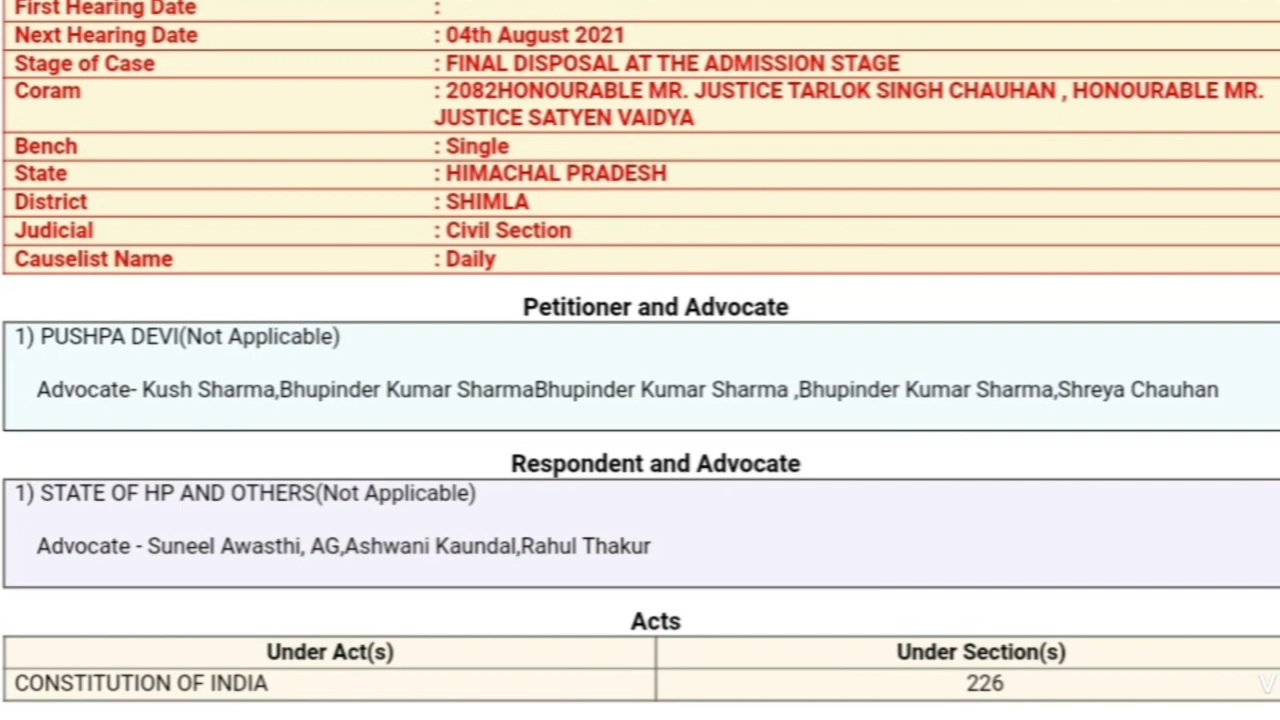 First Hearing Date :
Next Hearing Date : 04th August 2021
Stage of Case : FINAL DISPOSAL AT THE ADMISSION STAGE
Coram : 2082HONOURABLE MR. JUSTICE TARLOK SINGH CHAUHAN , HONOURABLE MR.
JUSTICE SATYEN VAIDYA
Bench : Single
State : HIMACHAL PRADESH
District : SHIMLA
Judicial : Civil Section
Causelist Name : Daily
Petitioner and Advocate
1) PUSHPA DEVI(Not Applicable)
Advocate- Kush Sharma,Bhupinder Kumar SharmaBhupinder Kumar Sharma ,Bhupinder Kumar Sharma,Shreya Chauhan
Respondent and Advocate
1) STATE OF HP AND OTHERS(Not Applicable)
Advocate - Suneel Awasthi, AG,Ashwani Kaundal,Rahul Thakur
Acts
Under Act(s) Under Section(s)
CONSTITUTION OF INDIA 226
V